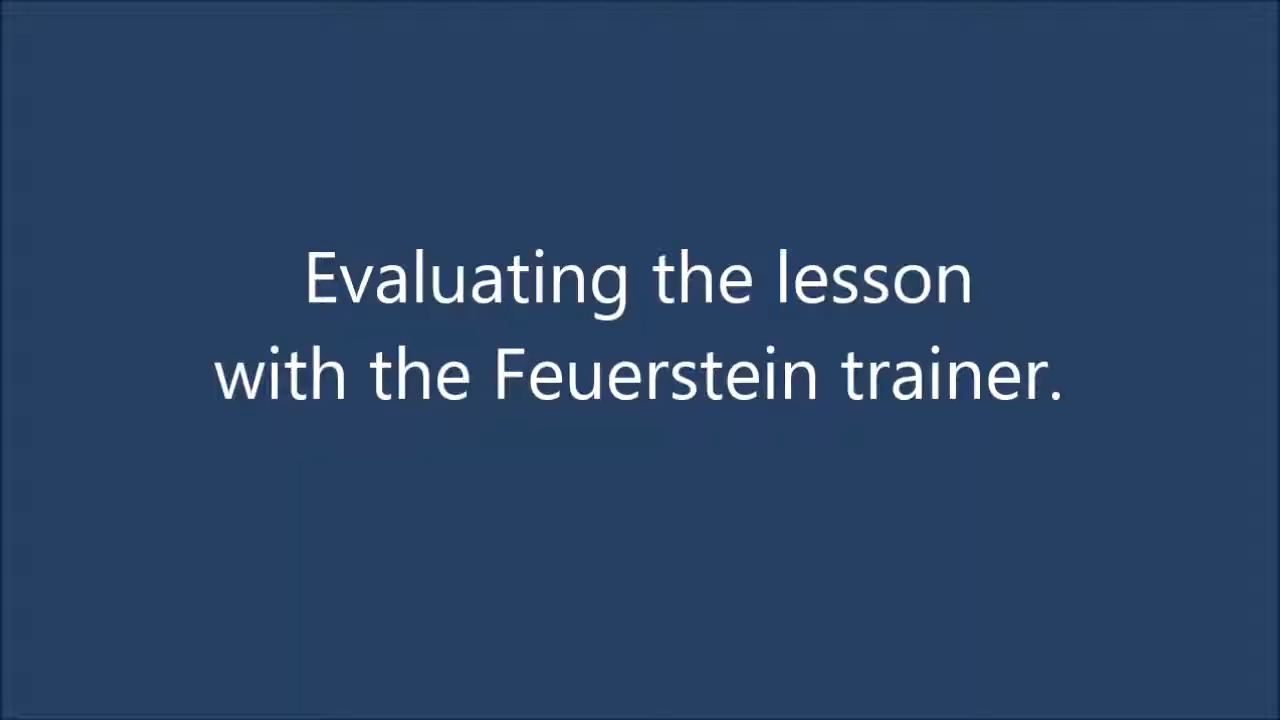 Evaluating the lesson
with the Feuerstein trainer.